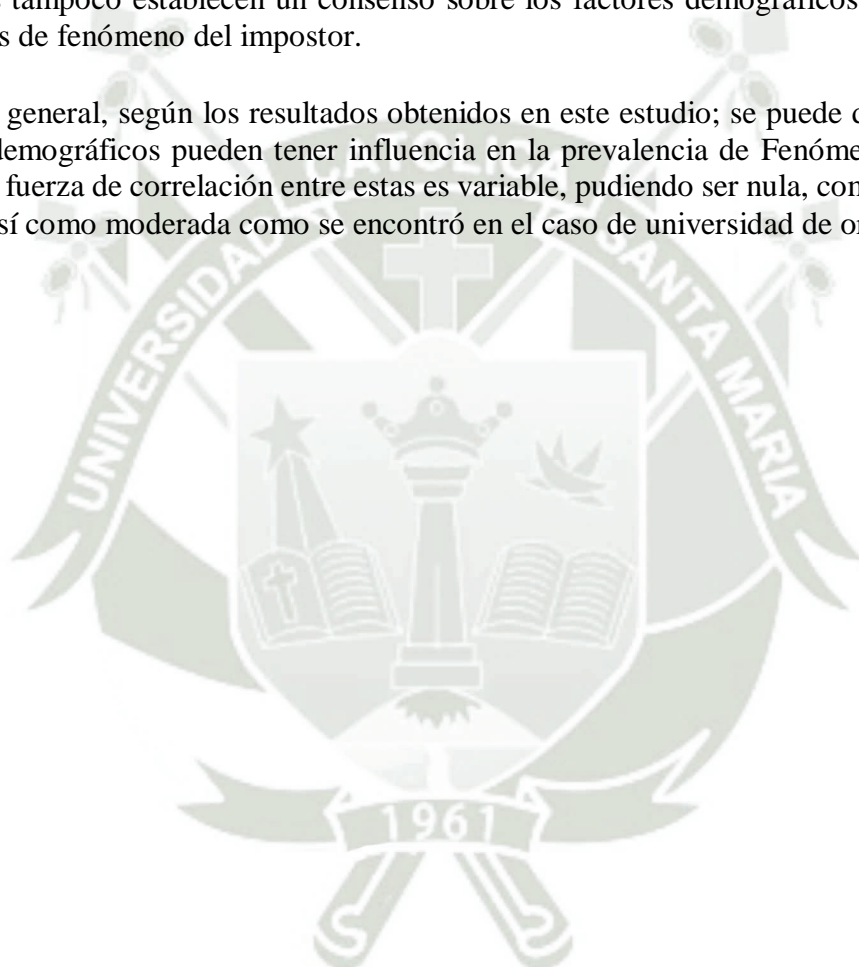 tampoco establecen un consenso sobre los factores demográficos
s de fenómeno del impostor.
general, según los resultados obtenidos en este estudio; se puede
demográficos pueden tener influencia en la prevalencia de Fenóme
fuerza de correlación entre estas es variable, pudiendo ser nula,
sí como moderada como se encontró en el caso de universidad de
UNIVERSIDAD CATOLICA SANTA MARIA
1961